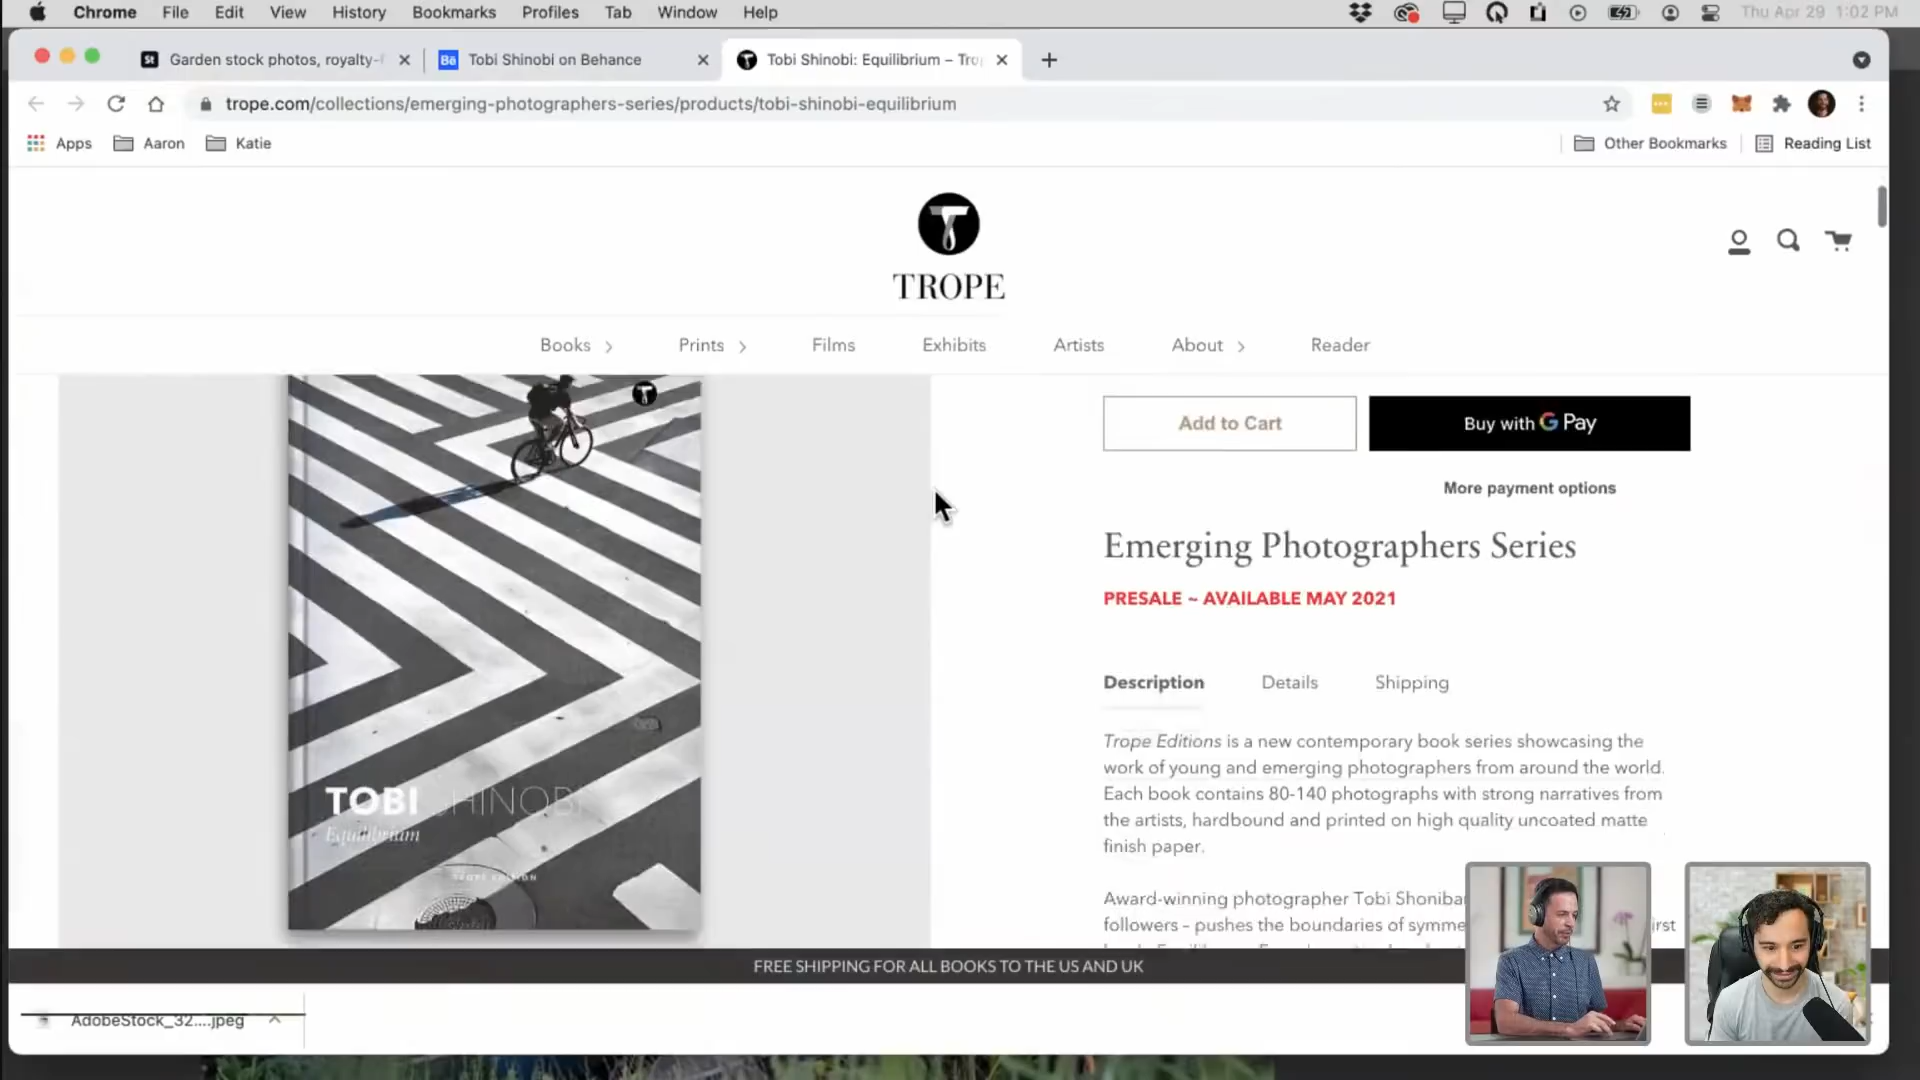 Chrome File Edit View History Bookmarks Profiles Tab Window Help Thu Apr 29 1:02 PM
St Garden stock photos, royalty-f Bē Tobi Shinobi on Behance Tobi Shinobi: Equilibrium – Tro
trope.com/collections/emerging-photographers-series/products/tobi-shinobi-equilibrium
Apps Aaron Katie Other Bookmarks Reading List
T
TROPE
Books Prints Films Exhibits Artists About Reader
Add to Cart Buy with G Pay
More payment options
Emerging Photographers Series
PRESALE ~ AVAILABLE MAY 2021
Description Details Shipping
Trope Editions is a new contemporary book series showcasing the
work of young and emerging photographers from around the world.
Each book contains 80-140 photographs with strong narratives from
the artists, hardbound and printed on high quality uncoated matte
finish paper.
Award-winning photographer Tobi Shoniba
followers – pushes the boundaries of symme
TOBI SHINOBI
Equilibrium
TROPE EDITION
FREE SHIPPING FOR ALL BOOKS TO THE US AND UK
AdobeStock_32....jpeg